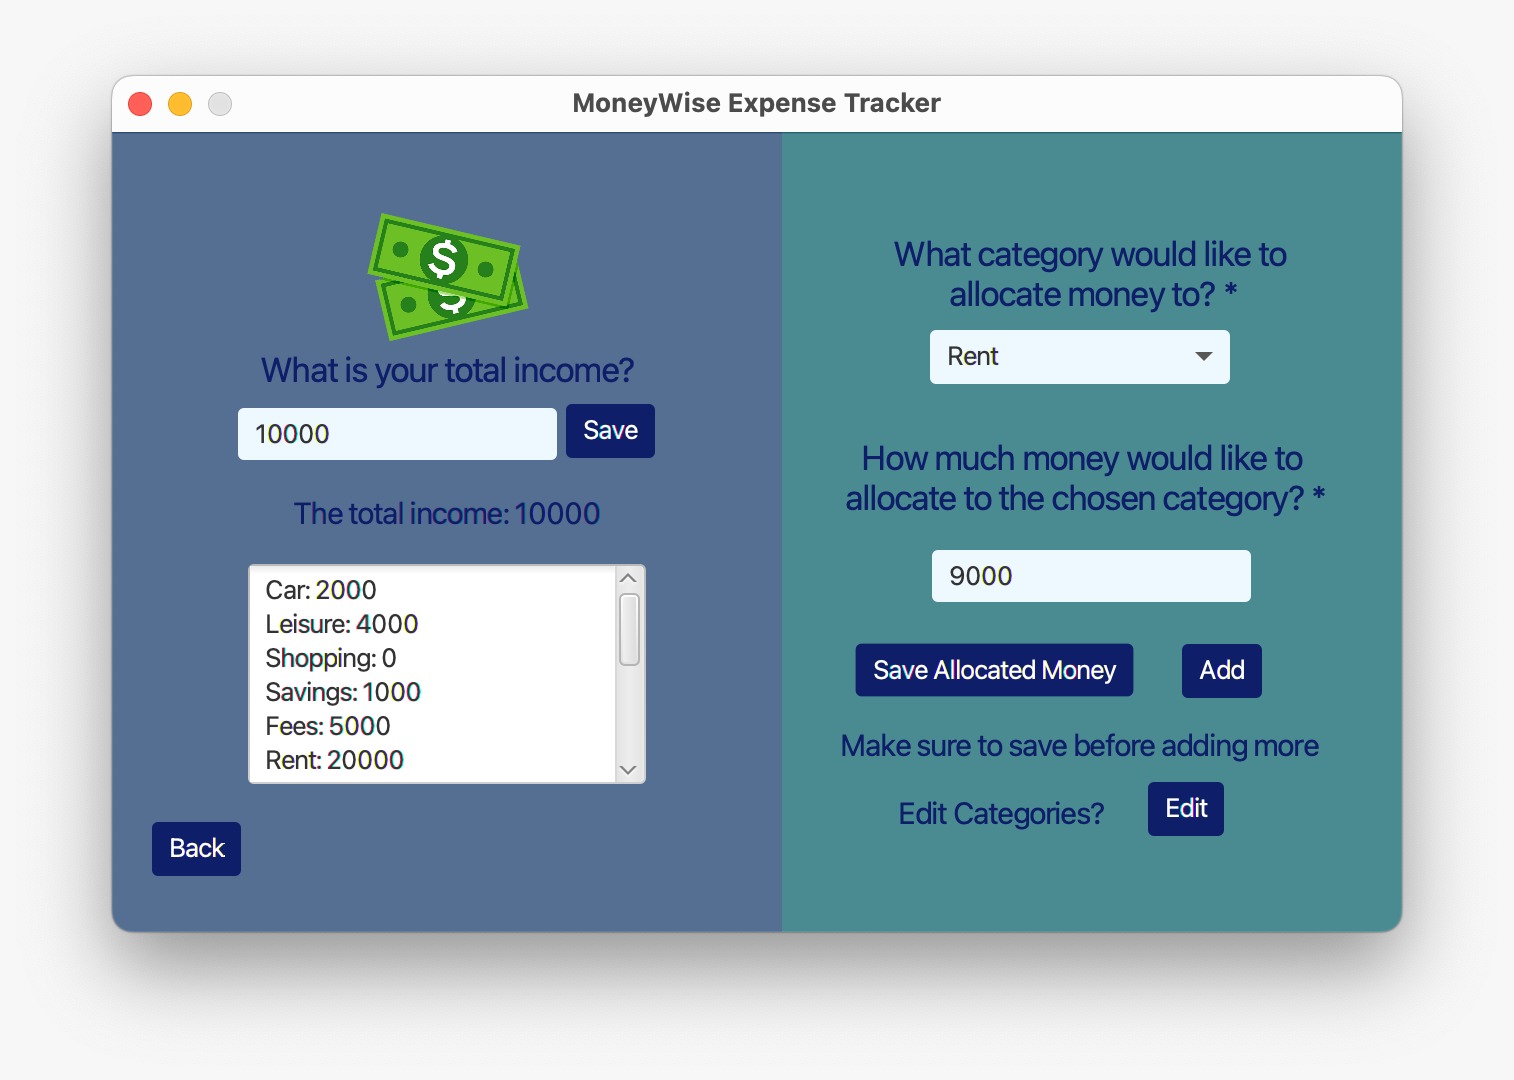 MoneyWise Expense Tracker
$
$
What is your total income?
10000
Save
The total income: 10000
Car: 2000
Leisure: 4000
Shopping: 0
Savings: 1000
Fees: 5000
Rent: 20000
Back
What category would like to
allocate money to? *
Rent
How much money would like to
allocate to the chosen category? *
9000
Save Allocated Money
Add
Make sure to save before adding more
Edit Categories?
Edit